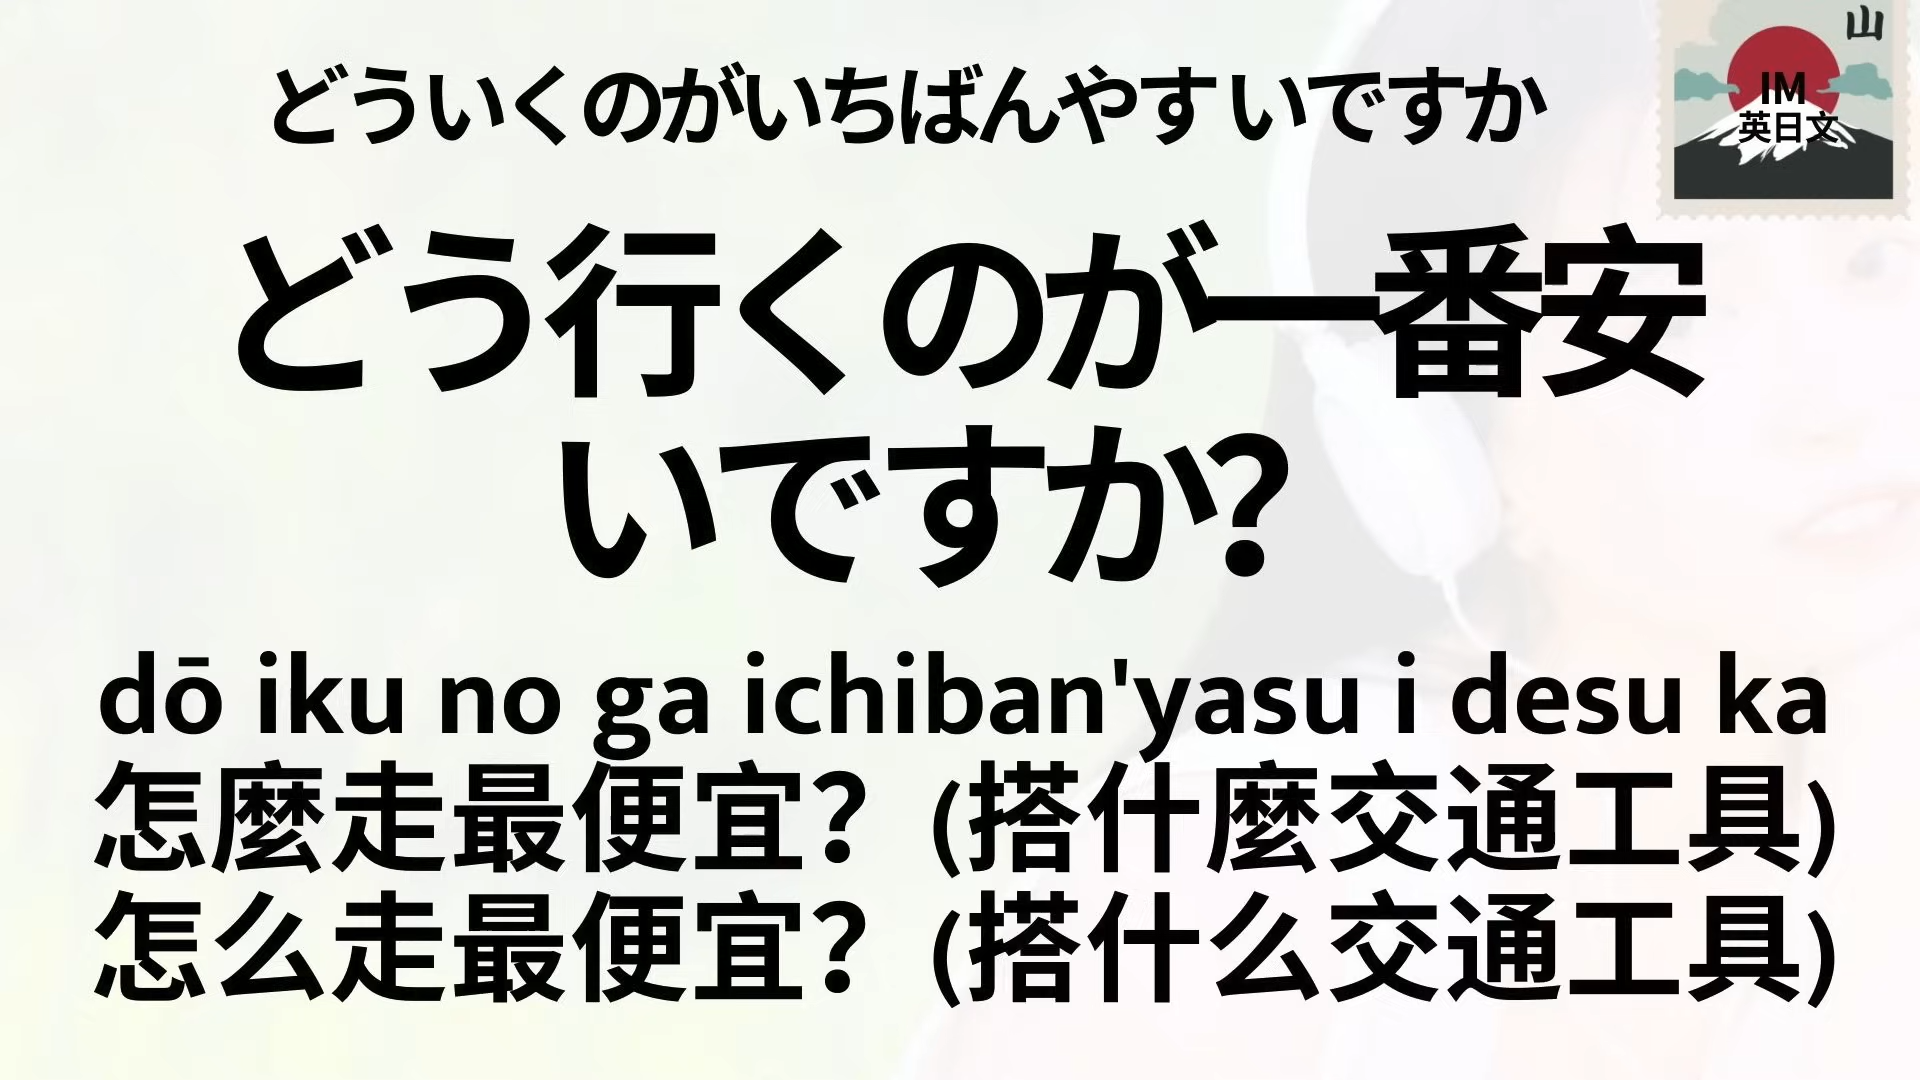 山
IM
英日文
どういくのがいちばんやすいですか
どう行くのが一番安
いですか?
dō iku no ga ichiban'yasu i desu ka
怎麼走最便宜？(搭什麼交通工具)
怎么走最便宜？(搭什么交通工具)